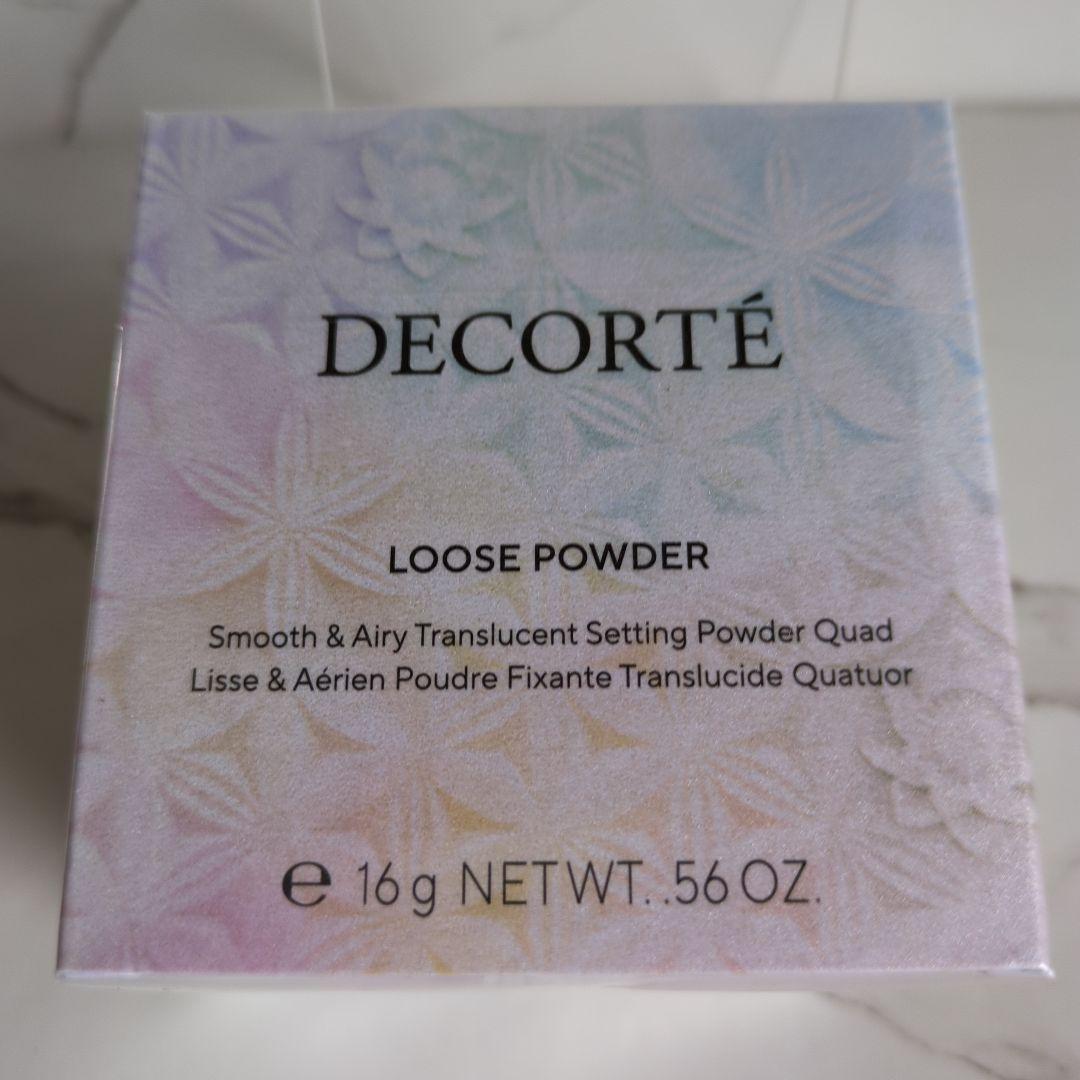 DECORTÉ
LOOSE POWDER
Smooth & Airy Translucent Setting Powder Quad
Lisse & Aérien Poudre Fixante Translucide Quatuor
℮ 16g NET WT. .56 OZ.